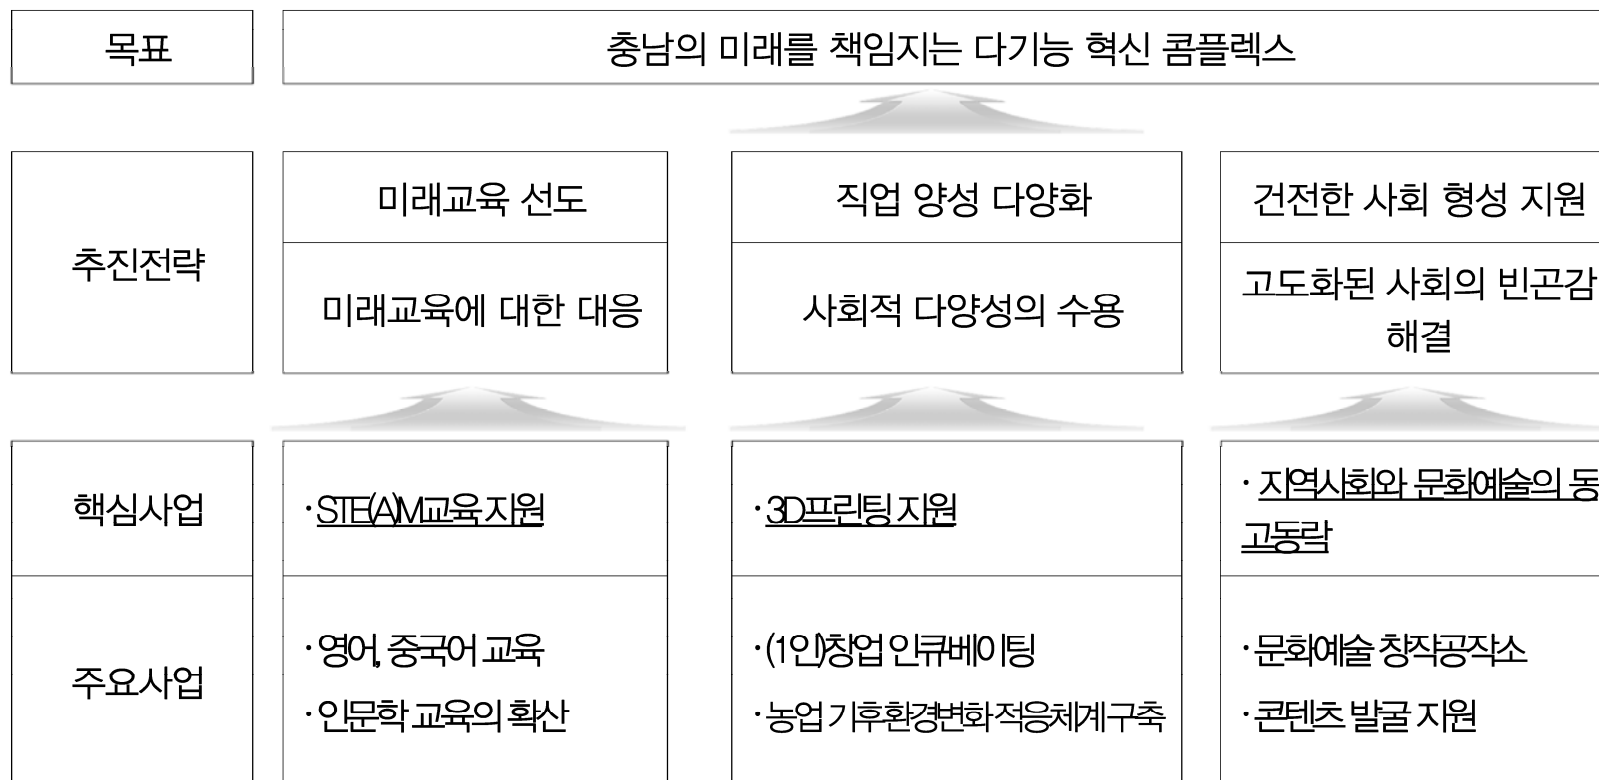 목표
충남의 미래를 책임지는 다기능 혁신 콤플렉스
추진전략
미래교육 선도
직업 양성 다양화
건전한 사회 형성 지원
미래교육에 대한 대응
사회적 다양성의 수용
고도화된 사회의 빈곤감
해결
핵심사업
· STE(A)M교육 지원
· 3D프린팅 지원
· 지역사회와 문화예술의 동
고동락
주요사업
· 영어, 중국어 교육
· 인문학 교육의 확산
· (1인)창업 인큐베이팅
· 농업 기후환경변화 적응체계 구축
· 문화예술 창작공작소
· 콘텐츠 발굴 지원